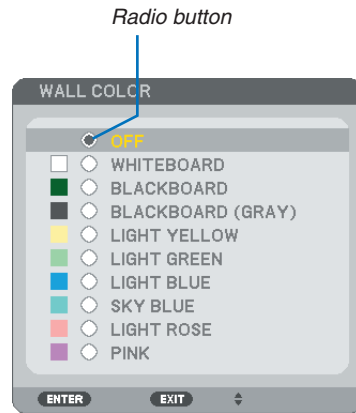 Radio button
WALL COLOR
OFF
WHITEBOARD
BLACKBOARD
BLACKBOARD (GRAY)
LIGHT YELLOW
LIGHT GREEN
LIGHT BLUE
SKY BLUE
LIGHT ROSE
PINK
ENTER EXIT